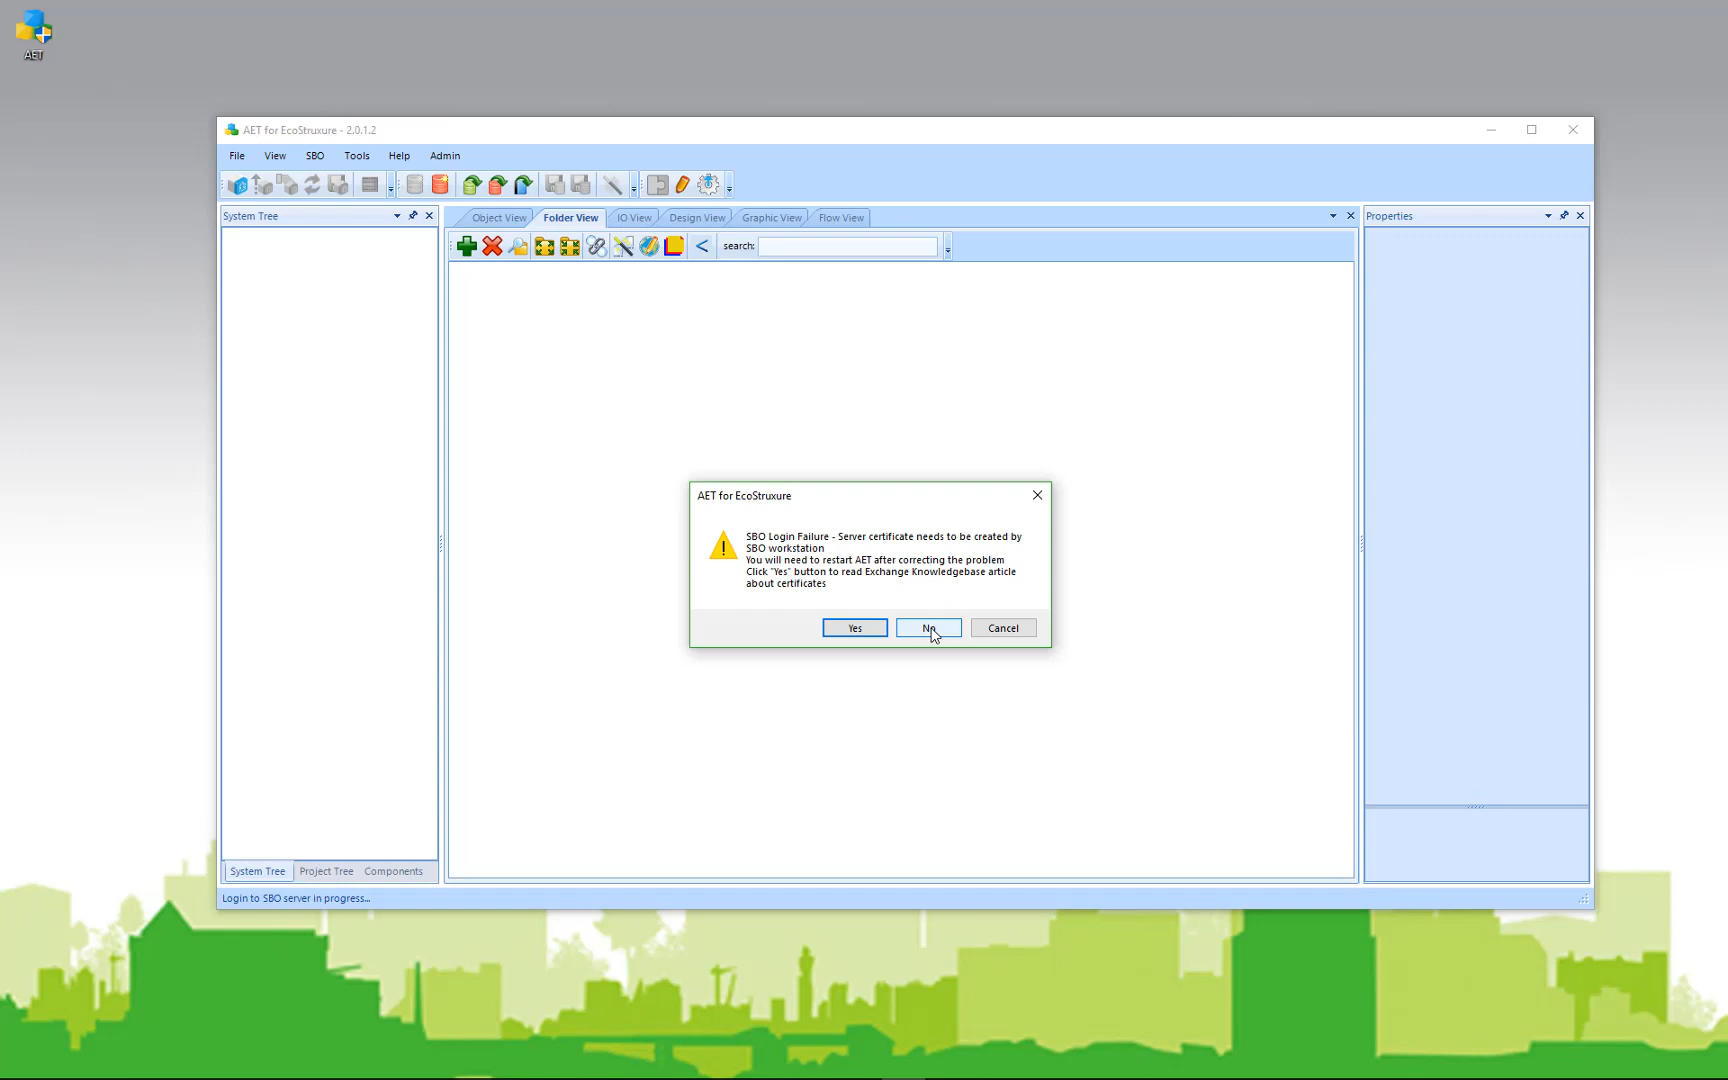 AET
AET for EcoStruxure - 2.0.1.2
File View SBO Tools Help Admin
System Tree
Object View Folder View IO View Design View Graphic View Flow View
Properties
search:
AET for EcoStruxure
SBO Login Failure - Server certificate needs to be created by
SBO workstation
You will need to restart AET after correcting the problem
Click "Yes" button to read Exchange Knowledgebase article
about certificates
Yes No Cancel
System Tree Project Tree Components
Login to SBO server in progress...